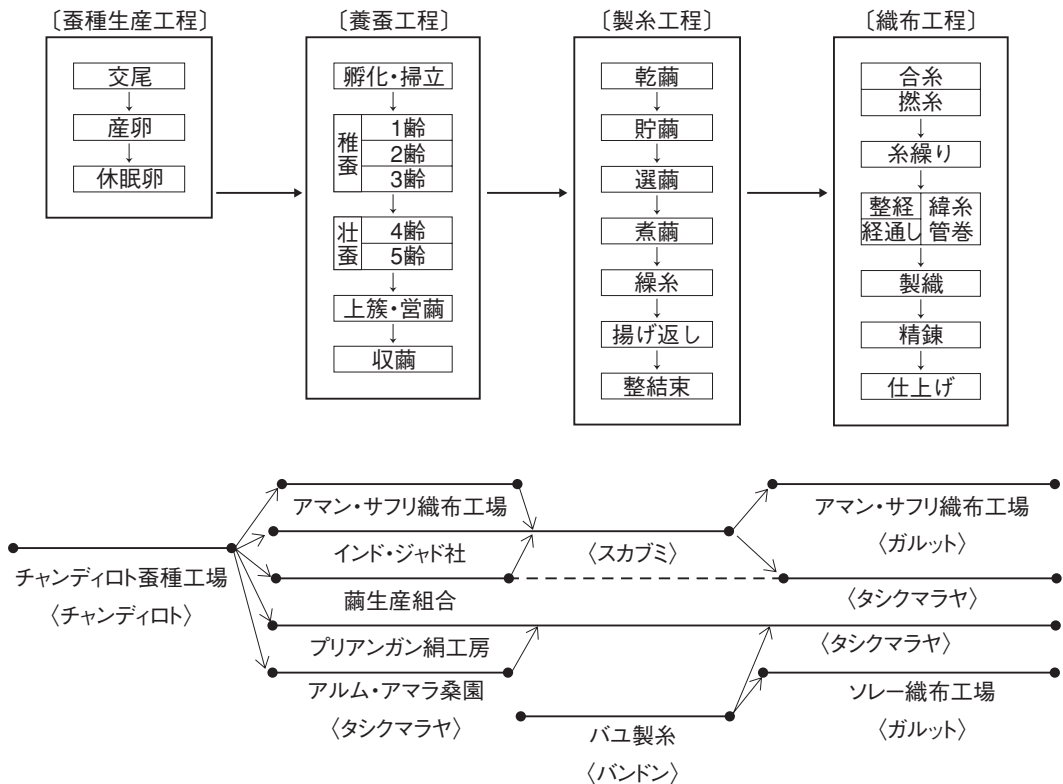 〔蚕種生産工程〕
交尾
産卵
休眠卵
〔養蚕工程〕
孵化・掃立
稚蚕
1齢
2齢
3齢
壮蚕
4齢
5齢
上簇・営繭
収繭
〔製糸工程〕
乾繭
貯繭
選繭
煮繭
繰糸
揚げ返し
整結束
〔織布工程〕
合糸
撚糸
糸繰り
整経
経通し
緯糸
管巻
製織
精錬
仕上げ
チャンディロト蚕種工場
〈チャンディロト〉
アマン・サフリ織布工場
インド・ジャド社
繭生産組合
プリアンガン絹工房
アルム・アマラ桑園
〈タシクマラヤ〉
〈スカブミ〉
バユ製糸
〈バンドン〉
アマン・サフリ織布工場
〈ガルット〉
〈タシクマラヤ〉
〈タシクマラヤ〉
ソレー織布工場
〈ガルット〉